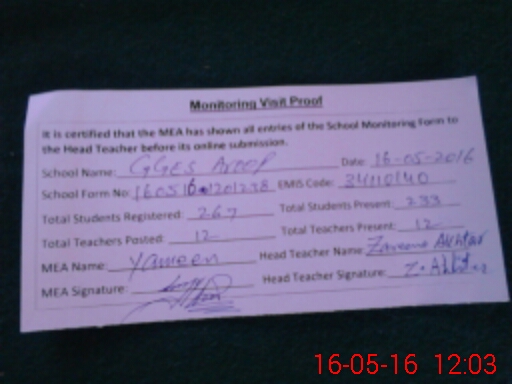 Monitoring Visit Proof
It is certified that the MEA has shown all entries of the School Monitoring Form to
the Head Teacher before its online submission.
School Name: GGES Aroop Date: 16-05-2016
School Form No: EMIS Code: 34110140
Total Students Registered: 267 Total Students Present: 233
Total Teachers Posted: 12 Total Teachers Present: 12
MEA Name: Yameen Head Teacher Name: Zareena Akhtar
MEA Signature: Head Teacher Signature: Z. Akhtar
16-05-16 12:03